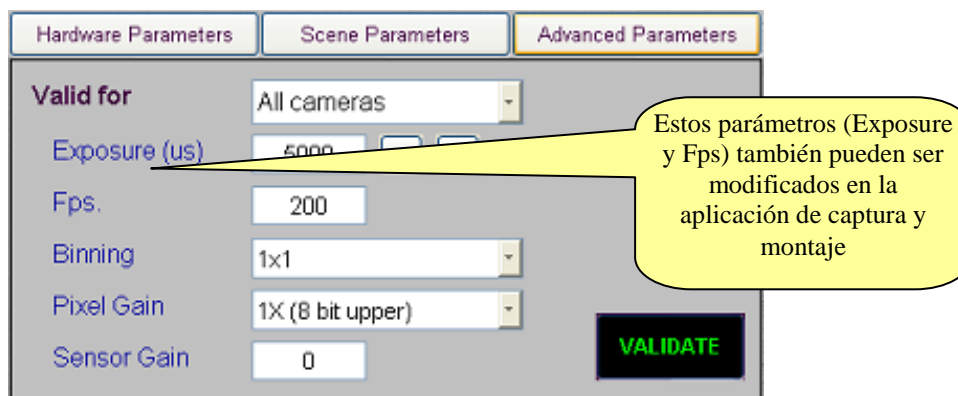 Hardware Parameters Scene Parameters Advanced Parameters
Valid for All cameras
Exposure (us) 5000
Fps. 200
Binning 1x1
Pixel Gain 1X (8 bit upper)
Sensor Gain 0
VALIDATE
Estos parámetros (Exposure
y Fps) también pueden ser
modificados en la
aplicación de captura y
montaje